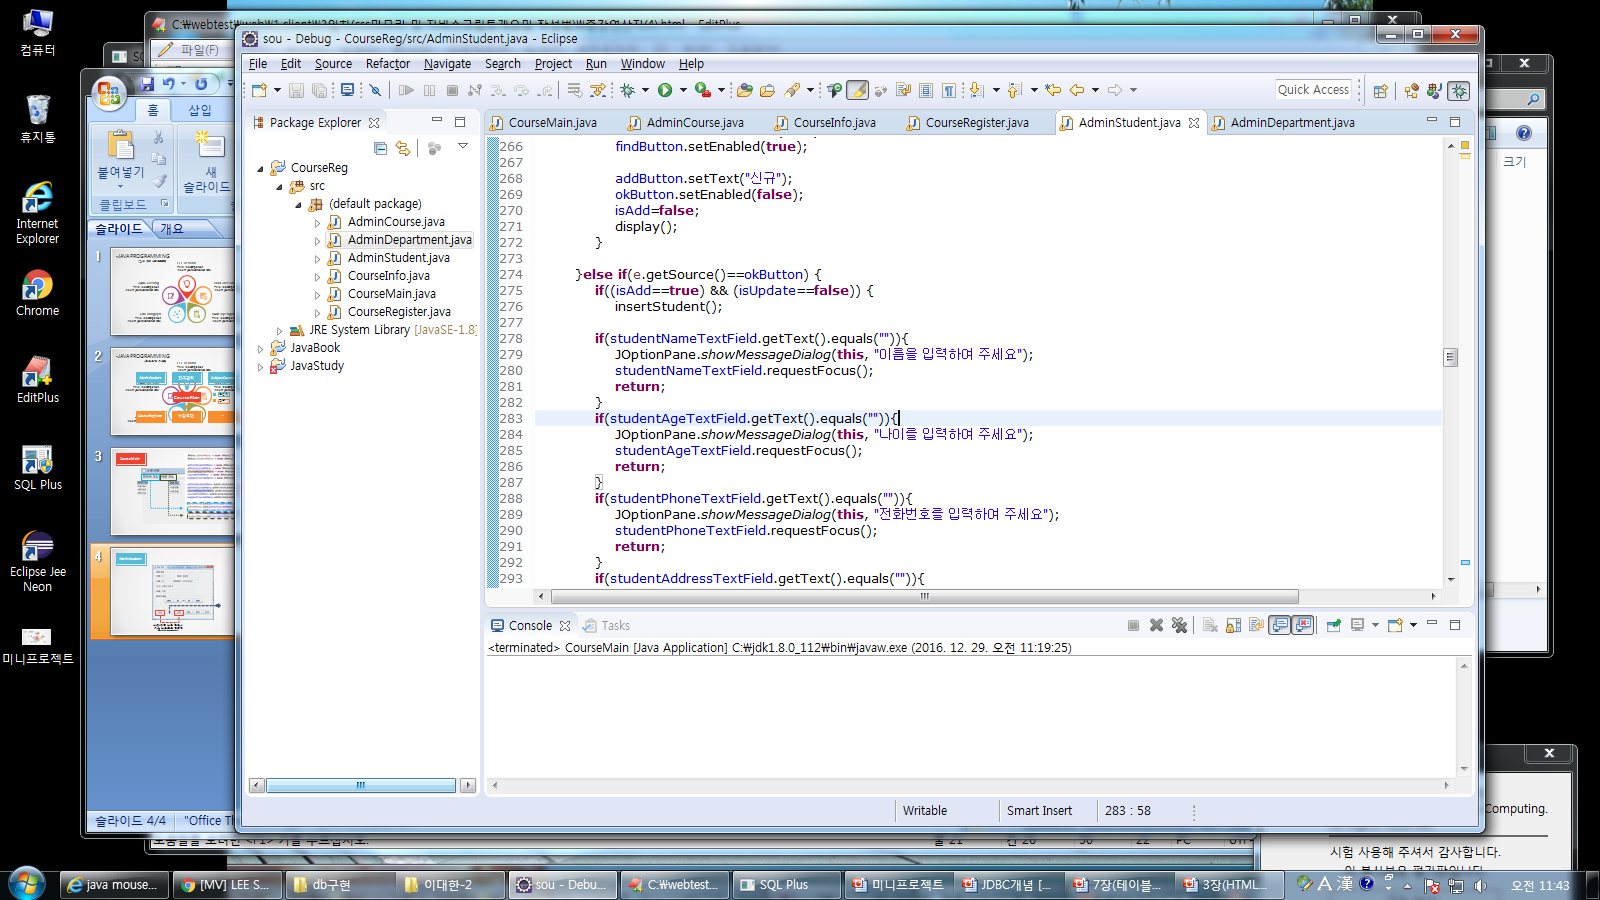 컴퓨터
휴지통
Internet
Explorer
Chrome
EditPlus
SQL Plus
Eclipse Jee
Neon
미니프로젝트
파일(F)
홈
삽입
붙여넣기
새
슬라이드
클립보드
슬라이드
개요
1
2
3
4
슬라이드 4/4
크기
sou - Debug - CourseReg/src/AdminStudent.java - Eclipse
File Edit Source Refactor Navigate Search Project Run Window Help
Quick Access
Package Explorer
CourseReg
src
(default package)
AdminCourse.java
AdminDepartment.java
AdminStudent.java
CourseInfo.java
CourseMain.java
CourseRegister.java
JRE System Library [JavaSE-1.8]
JavaBook
JavaStudy
CourseMain.java AdminCourse.java CourseInfo.java CourseRegister.java AdminStudent.java AdminDepartment.java
266 findButton.setEnabled(true);
267
268 addButton.setText("신규");
269 okButton.setEnabled(false);
270 isAdd=false;
271 display();
272 }
273
274 }else if(e.getSource()==okButton) {
275 if((isAdd==true) && (isUpdate==false)) {
276 insertStudent();
277
278 if(studentNameTextField.getText().equals("")){
279 JOptionPane.showMessageDialog(this, "이름을 입력하여 주세요");
280 studentNameTextField.requestFocus();
281 return;
282 }
283 if(studentAgeTextField.getText().equals("")){
284 JOptionPane.showMessageDialog(this, "나이를 입력하여 주세요");
285 studentAgeTextField.requestFocus();
286 return;
287 }
288 if(studentPhoneTextField.getText().equals("")){
289 JOptionPane.showMessageDialog(this, "전화번호를 입력하여 주세요");
290 studentPhoneTextField.requestFocus();
291 return;
292 }
293 if(studentAddressTextField.getText().equals("")){
Console Tasks
<terminated> CourseMain [Java Application] C:₩jdk1.8.0_112₩bin₩javaw.exe (2016. 12. 29. 오전 11:19:25)
Writable Smart Insert 283 : 58
Computing.
시험 사용해 주셔서 감사합니다.
java mouse... [MV] LEE S... db구현 이대한-2 sou - Debu... C:₩webtest... SQL Plus 미니프로젝트 JDBC개념 [... 7장(테이블... 3장(HTML... A 漢 오전 11:43